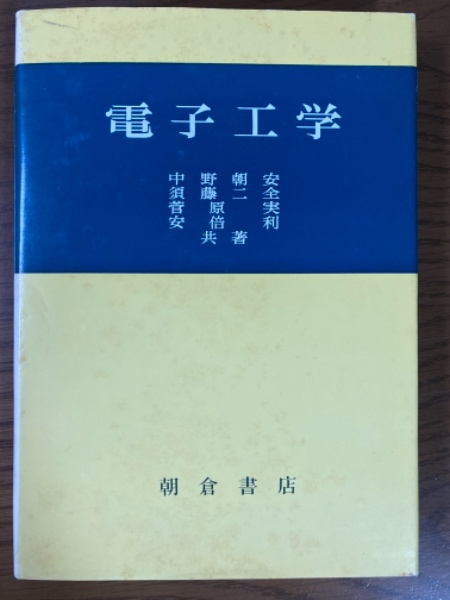 電子工学
中野朝安
須藤二全
菅原 実
安倍 利
共著
朝倉書店